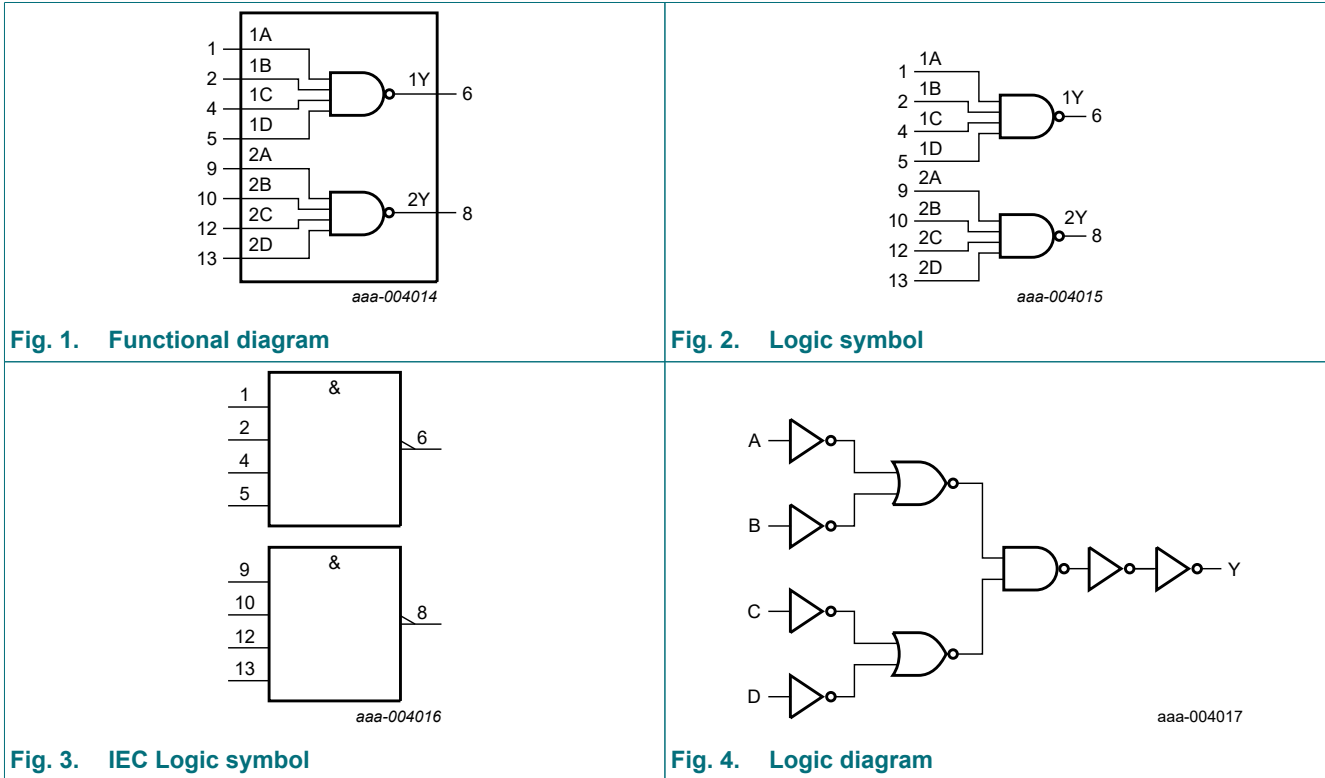 1A
1
1B
2
1Y
6
1C
4
1D
5
2A
9
2B
10
2Y
8
2C
12
2D
13
aaa-004014
Fig. 1. Functional diagram
1A
1
1B
2
1Y
6
1C
4
1D
5
2A
9
2B
10
2Y
8
2C
12
2D
13
aaa-004015
Fig. 2. Logic symbol
&
1
2
6
4
5
&
9
10
8
12
13
aaa-004016
Fig. 3. IEC Logic symbol
A
B
Y
C
D
aaa-004017
Fig. 4. Logic diagram